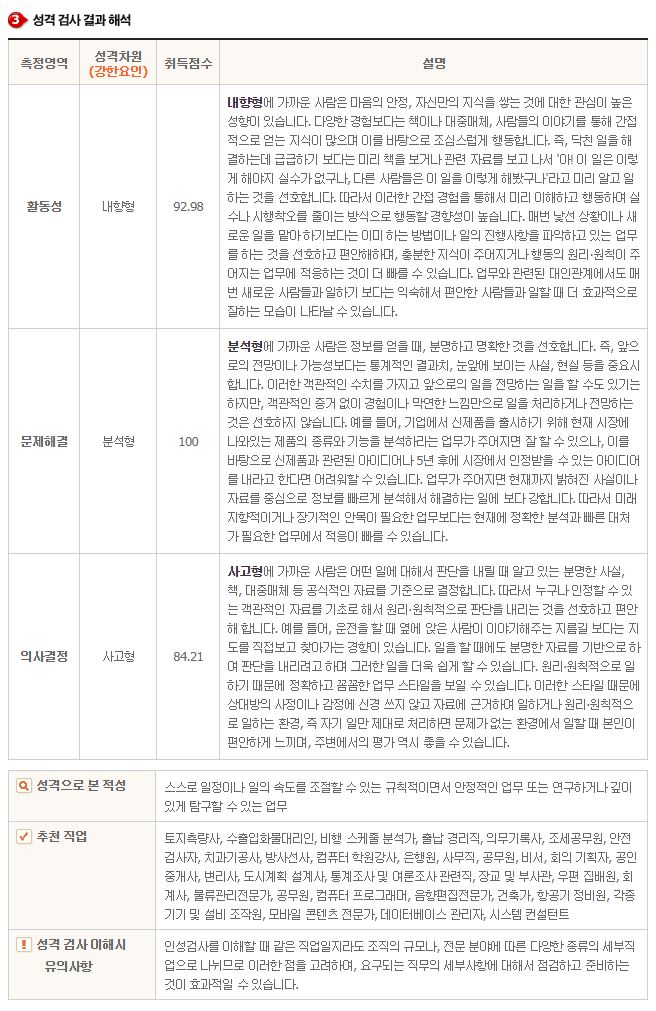 3 성격 검사 결과 해석
측정영역 성격차원 (강한요인) 취득점수 설명
활동성 내향형 92.98
내향형에 가까운 사람은 마음의 안정, 자신만의 지식을 쌓는 것에 대한 관심이 높은
성향이 있습니다. 다양한 경험보다는 책이나 대중매체, 사람들의 이야기를 통해 간접
적으로 얻는 지식이 많으며 이를 바탕으로 조심스럽게 행동합니다. 즉, 닥친 일을 해
결하는데 급급하기 보다는 미리 책을 보거나 관련 자료를 보고 나서 '아! 이 일은 이렇
게 해야지 실수가 없구나, 다른 사람들은 이 일을 이렇게 해봤구나'라고 미리 알고 일
하는 것을 선호합니다. 따라서 이러한 간접 경험을 통해서 미리 이해하고 행동하여 실
수나 시행착오를 줄이는 방식으로 행동할 경향성이 높습니다. 매번 낯선 상황이나 새
로운 일을 맡아 하기보다는 이미 하는 방법이나 일의 진행사항을 파악하고 있는 업무
를 하는 것을 선호하고 편안해하며, 충분한 지식이 주어지거나 행동의 원리·원칙이 주
어지는 업무에 적응하는 것이 더 빠를 수 있습니다. 업무와 관련된 대인관계에서도 매
번 새로운 사람들과 일하기 보다는 익숙해서 편안한 사람들과 일할 때 더 효과적으로
잘하는 모습이 나타날 수 있습니다.
문제해결 분석형 100
분석형에 가까운 사람은 정보를 얻을 때, 분명하고 명확한 것을 선호합니다. 즉, 앞으
로의 전망이나 가능성보다는 통계적인 결과치, 눈앞에 보이는 사실, 현실 등을 중요시
합니다. 이러한 객관적인 수치를 가지고 앞으로의 일을 전망하는 일을 할 수도 있기는
하지만, 객관적인 증거 없이 경험이나 막연한 느낌만으로 일을 처리하거나 전망하는
것은 선호하지 않습니다. 예를 들어, 기업에서 신제품을 출시하기 위해 현재 시장에
나와있는 제품의 종류와 기능을 분석하라는 업무가 주어지면 잘 할 수 있으나, 이를
바탕으로 신제품과 관련된 아이디어나 5년 후에 시장에서 인정받을 수 있는 아이디어
를 내라고 한다면 어려워할 수 있습니다. 업무가 주어지면 현재까지 밝혀진 사실이나
자료를 중심으로 정보를 빠르게 분석해서 해결하는 일에 보다 강합니다. 따라서 미래
지향적이거나 장기적인 안목이 필요한 업무보다는 현재에 정확한 분석과 빠른 대처
가 필요한 업무에서 적응이 빠를 수 있습니다.
의사결정 사고형 84.21
사고형에 가까운 사람은 어떤 일에 대해서 판단을 내릴 때 알고 있는 분명한 사실,
책, 대중매체 등 공식적인 자료를 기준으로 결정합니다. 따라서 누구나 인정할 수 있
는 객관적인 자료를 기초로 해서 원리·원칙적으로 판단을 내리는 것을 선호하고 편안
해 합니다. 예를 들어, 운전을 할 때 옆에 앉은 사람이 이야기해주는 지름길 보다는 지
도를 직접보고 찾아가는 경향이 있습니다. 일을 할 때에도 분명한 자료를 기반으로 하
여 판단을 내리려고 하며 그러한 일을 더욱 쉽게 할 수 있습니다. 원리·원칙적으로 일
하기 때문에 정확하고 꼼꼼한 업무 스타일을 보일 수 있습니다. 이러한 스타일 때문에
상대방의 사정이나 감정에 신경 쓰지 않고 자료에 근거하여 일하거나 원리·원칙적으
로 일하는 환경, 즉 자기 일만 제대로 처리하면 문제가 없는 환경에서 일할 때 본인이
편안하게 느끼며, 주변에서의 평가 역시 좋을 수 있습니다.
성격으로 본 적성
스스로 일정이나 일의 속도를 조절할 수 있는 규칙적이면서 안정적인 업무 또는 연구하거나 깊이
있게 탐구할 수 있는 업무
추천 직업
토지측량사, 수출입화물대리인, 비행 스케줄 분석가, 출납 경리직, 의무기록사, 조세공무원, 안전
검사자, 치과기공사, 방사선사, 컴퓨터 학원강사, 은행원, 사무직, 공무원, 비서, 회의 기획자, 공인
중개사, 변리사, 도시계획 설계사, 통계조사 및 여론조사 관련직, 장교 및 부사관, 우편 집배원, 회
계사, 물류관리전문가, 공무원, 컴퓨터 프로그래머, 음향편집전문가, 건축가, 항공기 정비원, 각종
기기 및 설비 조작원, 모바일 콘텐츠 전문가, 데이터베이스 관리자, 시스템 컨설턴트
성격 검사 이해시
유의사항
인성검사를 이해할 때 같은 직업일지라도 조직의 규모나, 전문 분야에 따른 다양한 종류의 세부직
업으로 나뉘므로 이러한 점을 고려하여, 요구되는 직무의 세부사항에 대해서 점검하고 준비하는
것이 효과적일 수 있습니다.